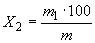 X₂ = m₁ · 100 / m